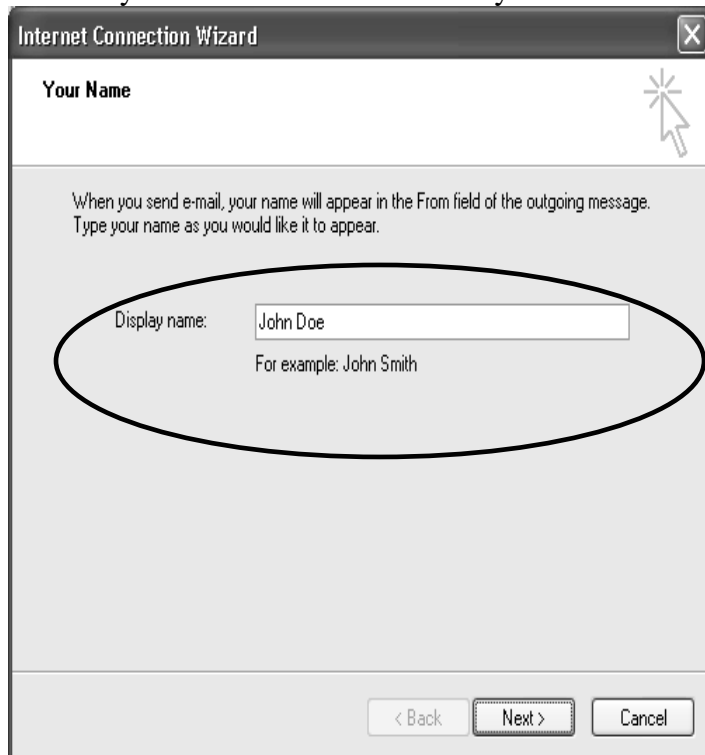 Internet Connection Wizard
Your Name
When you send e-mail, your name will appear in the From field of the outgoing message.
Type your name as you would like it to appear.
Display name: John Doe
For example: John Smith
< Back Next > Cancel